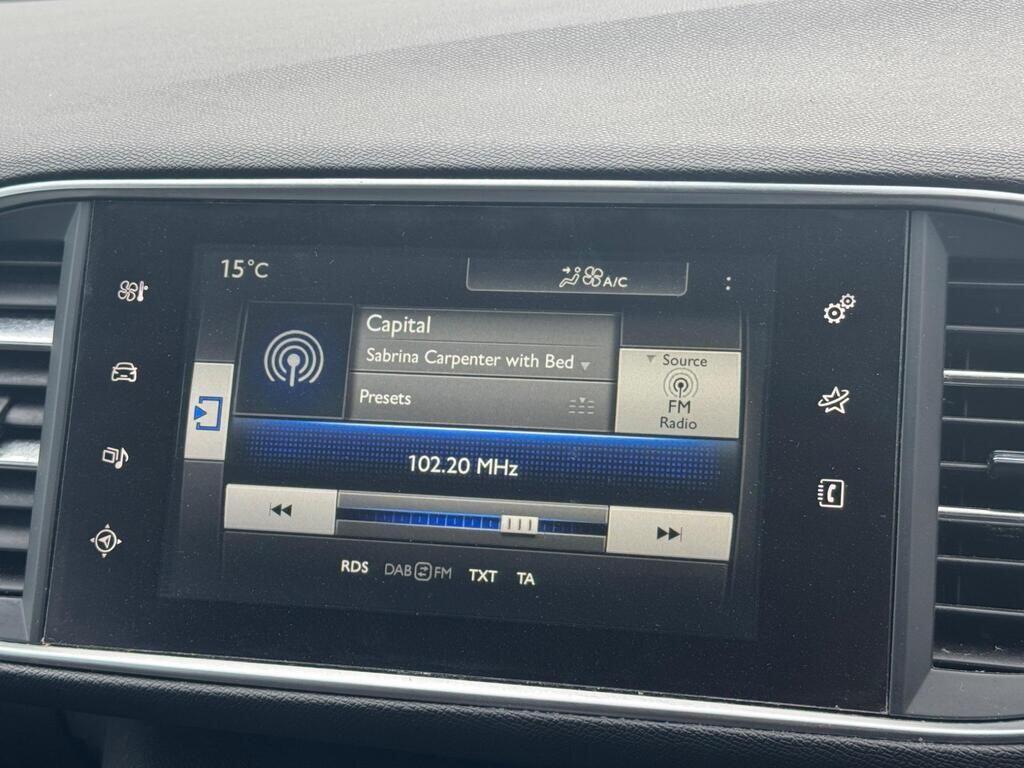 15°C
A/C
Capital
Sabrina Carpenter with Bed
Presets
Source
FM
Radio
102.20 MHz
RDS DAB FM TXT TA